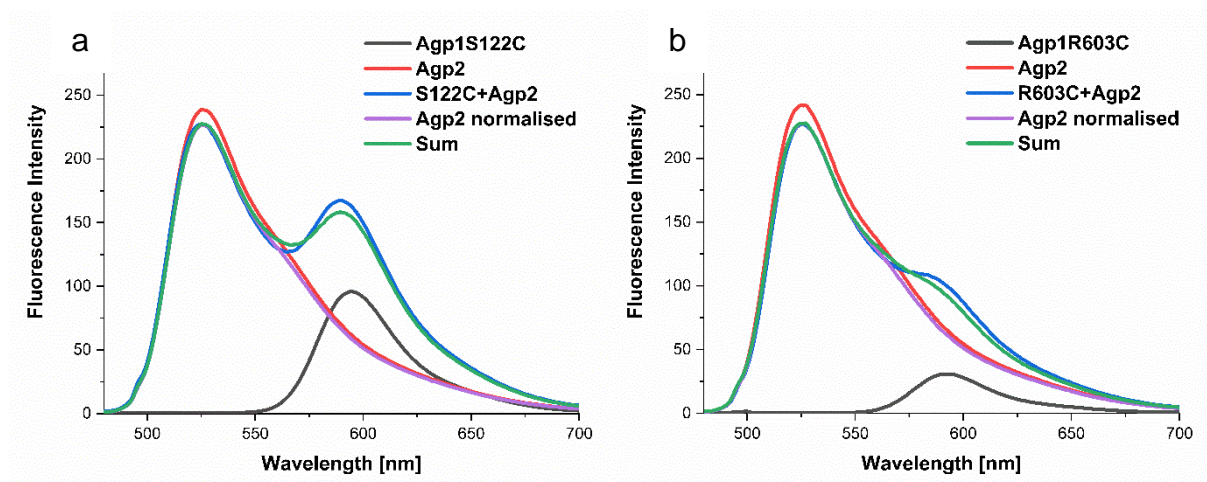 a
Agp1S122C
Agp2
S122C+Agp2
Agp2 normalised
Sum
Fluorescence Intensity
250
200
150
100
50
0
500
550
600
650
700
Wavelength [nm]
b
Agp1R603C
Agp2
R603C+Agp2
Agp2 normalised
Sum
Fluorescence Intensity
250
200
150
100
50
0
500
550
600
650
700
Wavelength [nm]